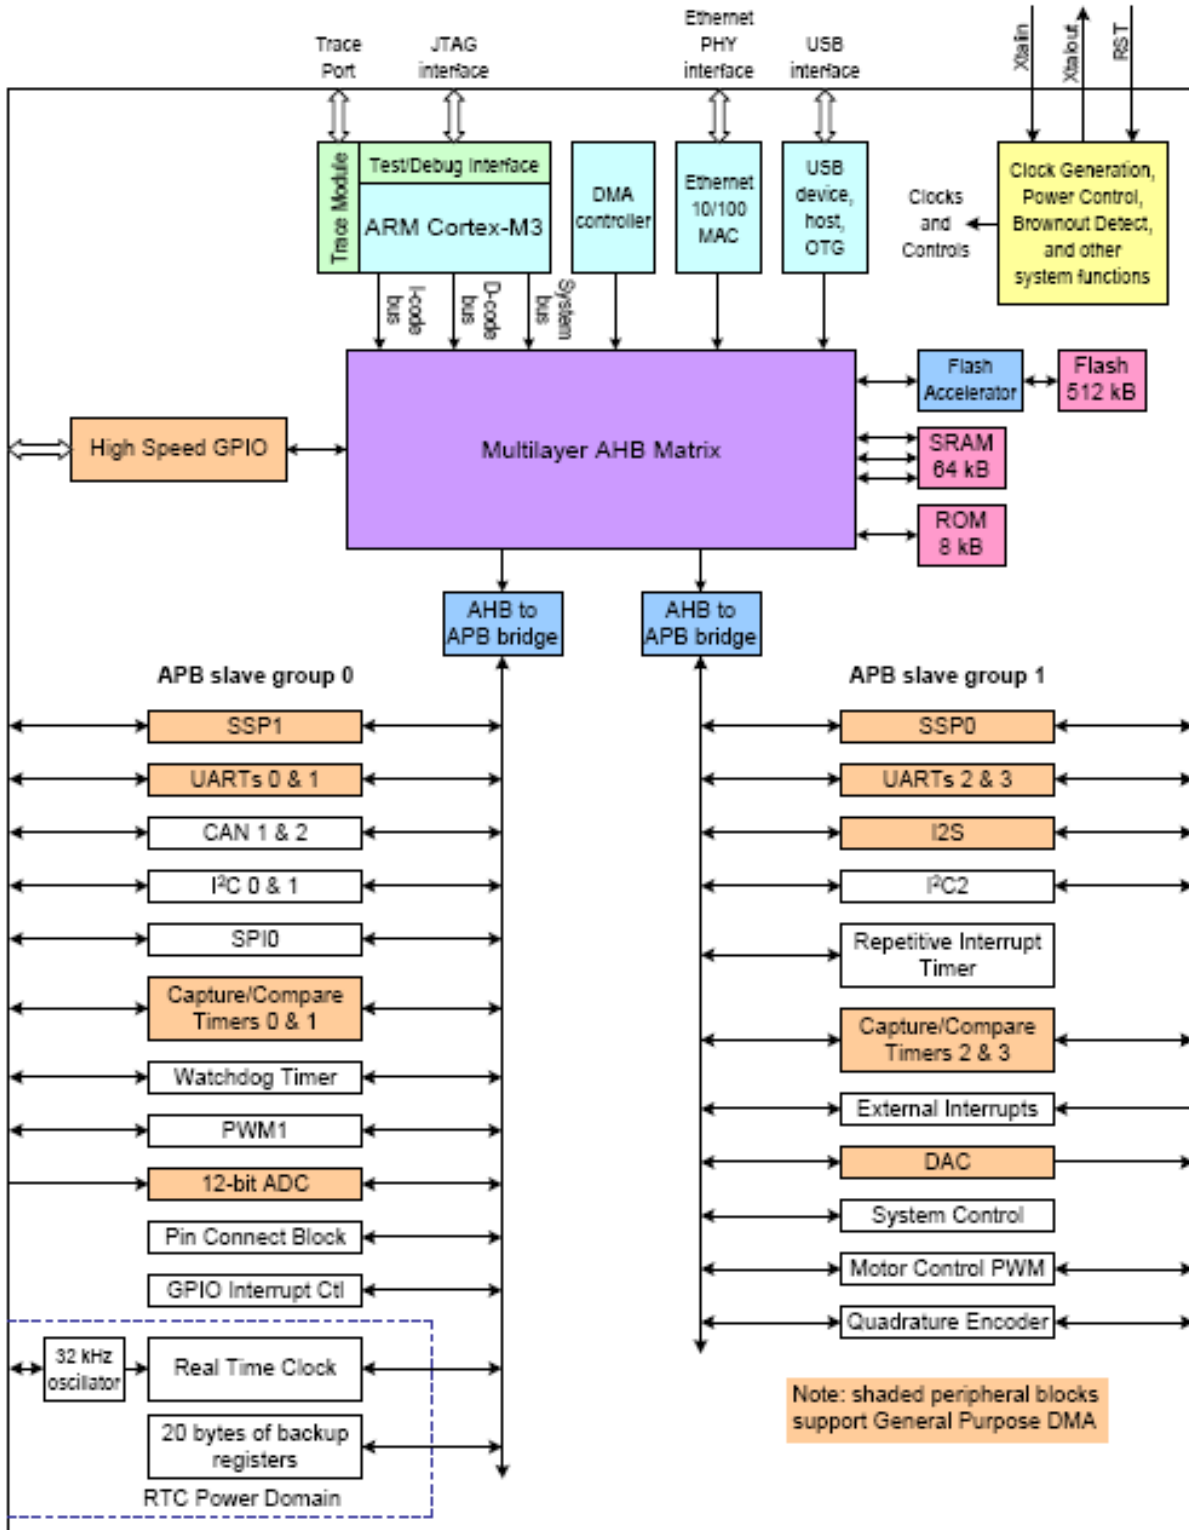 Trace
Port
JTAG
interface
Ethernet
PHY
interface
USB
interface
Xtalin
Xtalout
RST
Trace Module
Test/Debug Interface
ARM Cortex-M3
DMA
controller
Ethernet
10/100
MAC
USB
device,
host,
OTG
Clocks
and
Controls
Clock Generation,
Power Control,
Brownout Detect,
and other
system functions
I-code
bus
D-code
bus
System
bus
High Speed GPIO
Multilayer AHB Matrix
Flash
Accelerator
Flash
512 kB
SRAM
64 kB
ROM
8 kB
AHB to
APB bridge
AHB to
APB bridge
APB slave group 0
SSP1
UARTs 0 & 1
CAN 1 & 2
I²C 0 & 1
SPI0
Capture/Compare
Timers 0 & 1
Watchdog Timer
PWM1
12-bit ADC
Pin Connect Block
GPIO Interrupt Ctl
32 kHz
oscillator
Real Time Clock
20 bytes of backup
registers
RTC Power Domain
APB slave group 1
SSP0
UARTs 2 & 3
I2S
I²C2
Repetitive Interrupt
Timer
Capture/Compare
Timers 2 & 3
External Interrupts
DAC
System Control
Motor Control PWM
Quadrature Encoder
Note: shaded peripheral blocks
support General Purpose DMA